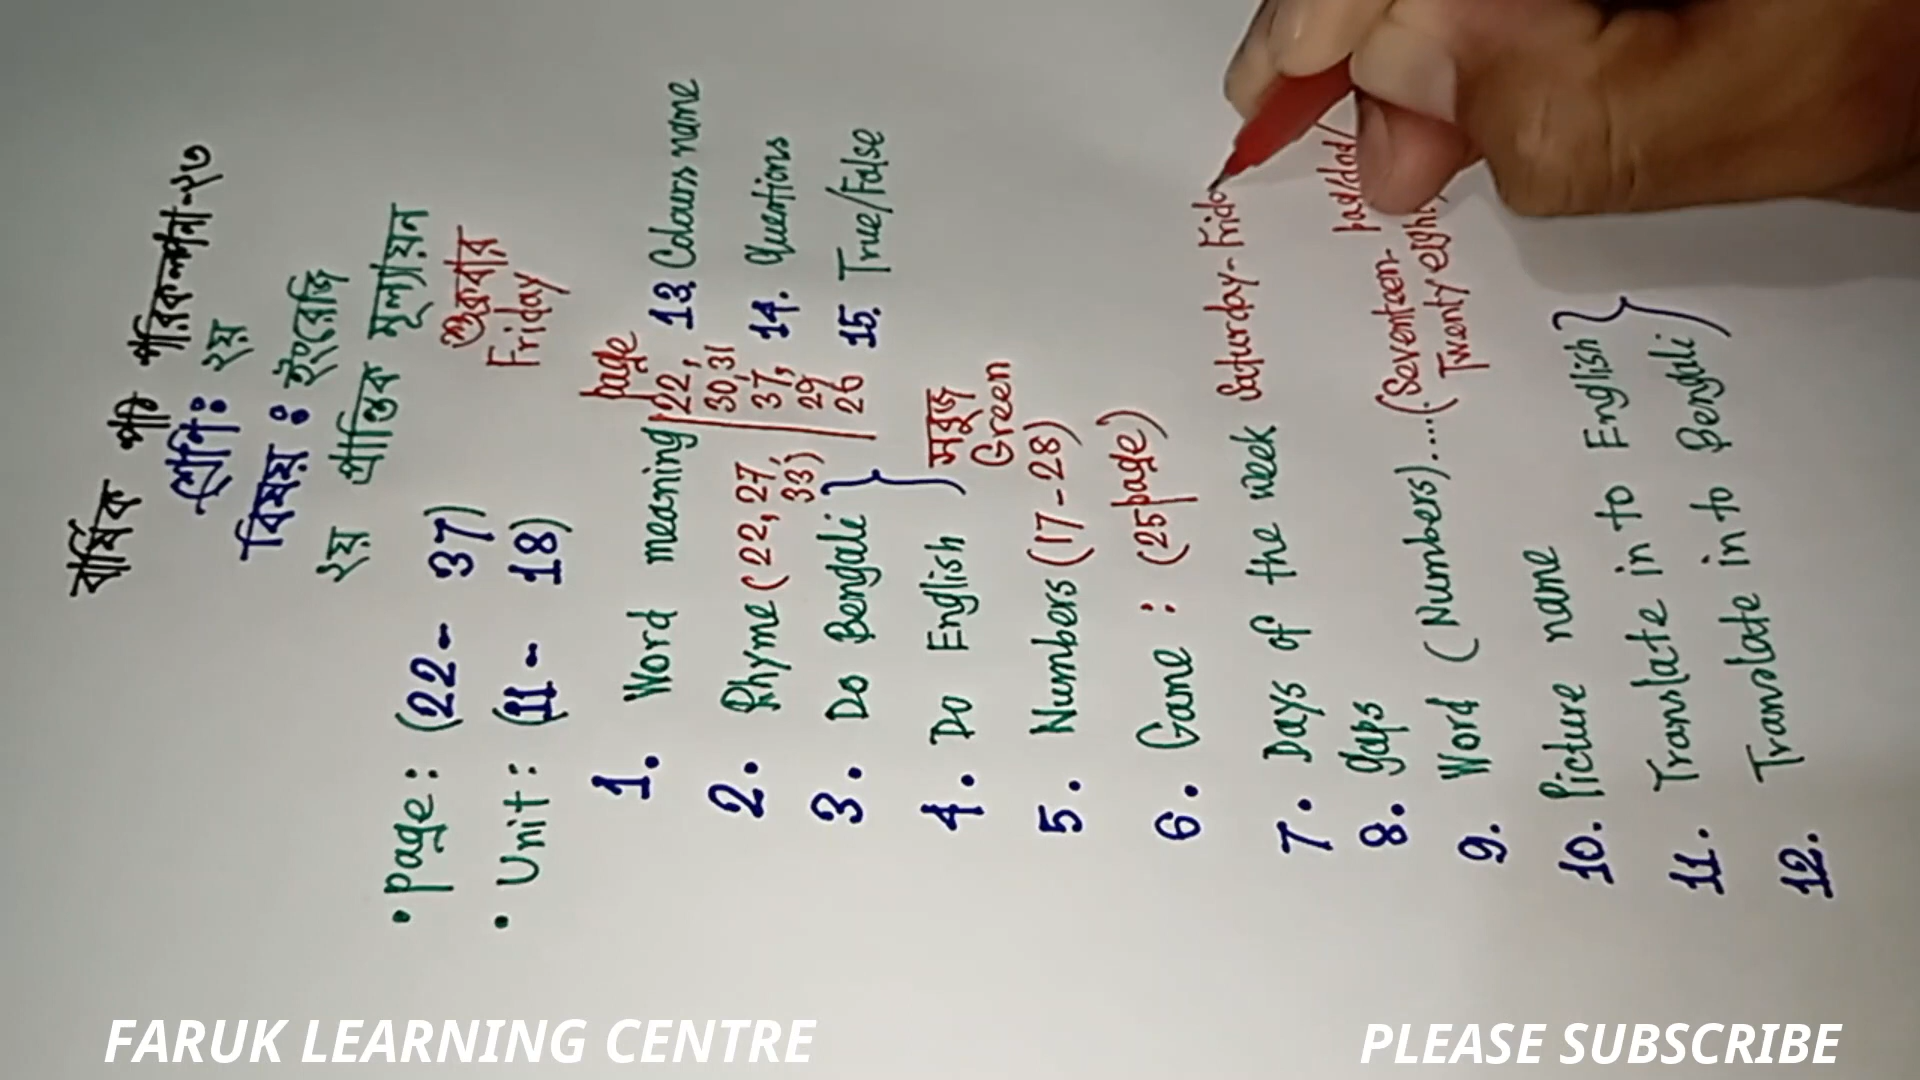 বার্ষিক পরিকল্পনা-২৩
শ্রেণি: ২য়
বিষয়: ইংরেজি
২য় প্রান্তিক মূল্যায়ন
• page: (22 - 37)
শুক্রবার
Friday
• Unit: (11 - 18)
page
1. Word meaning 22, 30,31 37, 29 26
2. Rhyme (22, 27, 33)
3. Do Bengali
4. Do English
সবুজ
Green
5. Numbers (17-28)
6. Game: (25 page)
7. Days of the week Saturday-Frida
8. gaps pad/dad/
9. Word (Numbers).... (Seventeen- Twenty eight
10. Picture name
11. Translate in to English
12. Translate in to Bengali
13. Colours name
14. Questions
15. True/False
FARUK LEARNING CENTRE
PLEASE SUBSCRIBE